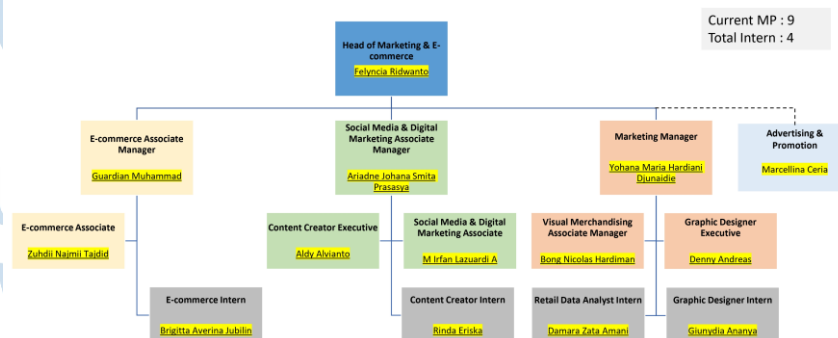 Current MP : 9
Total Intern : 4
Head of Marketing & E-
commerce
Felyncia Ridwanto
E-commerce Associate
Manager
Guardian Muhammad
Social Media & Digital
Marketing Associate
Manager
Ariadne Johana Smita
Prasasya
Marketing Manager
Yohana Maria Hardiani
Djunaidie
Advertising &
Promotion
Marcellina Ceria
E-commerce Associate
Zuhdii Najmii Tajdid
Content Creator Executive
Aldy Alvianto
Social Media & Digital
Marketing Associate
M Irfan Lazuardi A
Visual Merchandising
Associate Manager
Bong Nicolas Hardiman
Graphic Designer
Executive
Denny Andreas
E-commerce Intern
Brigitta Averina Jubilin
Content Creator Intern
Rinda Eriska
Retail Data Analyst Intern
Damara Zata Amani
Graphic Designer Intern
Giunydia Ananya